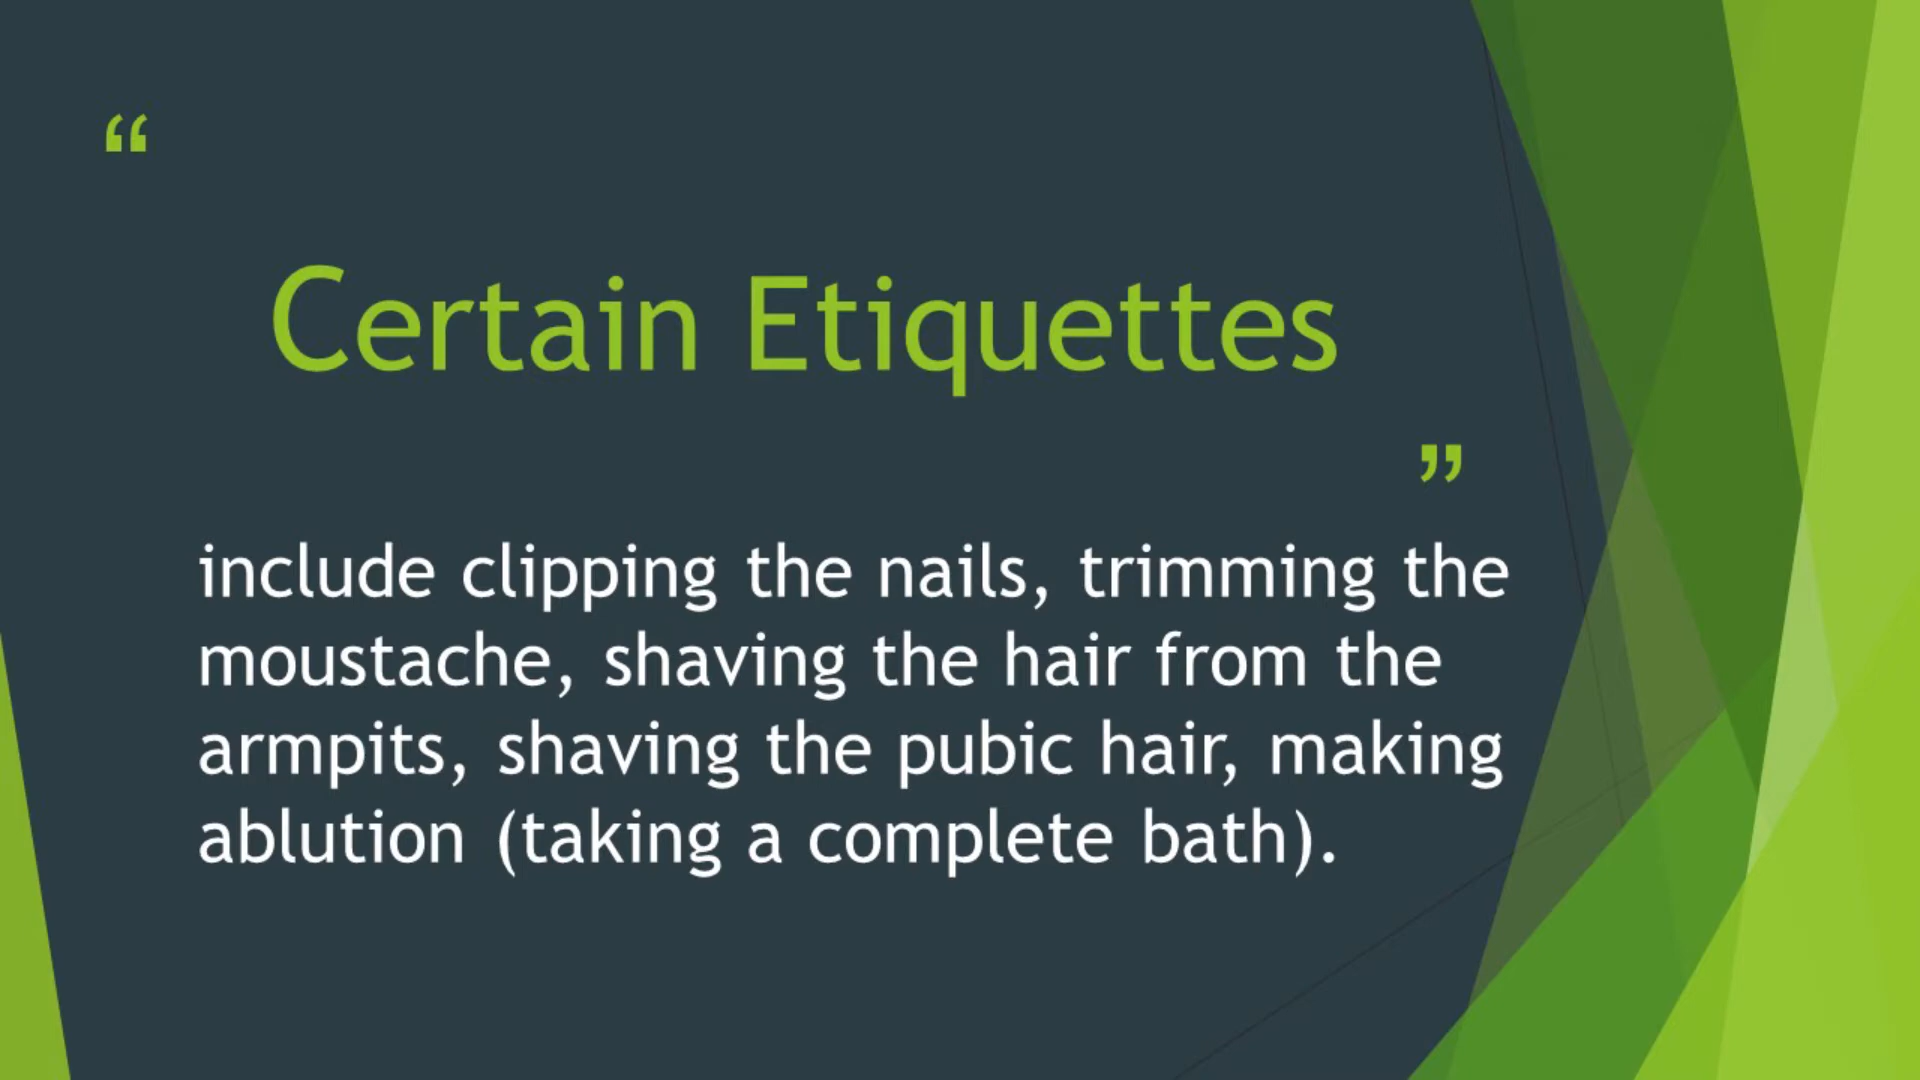 “
Certain Etiquettes
”
include clipping the nails, trimming the
moustache, shaving the hair from the
armpits, shaving the pubic hair, making
ablution (taking a complete bath).